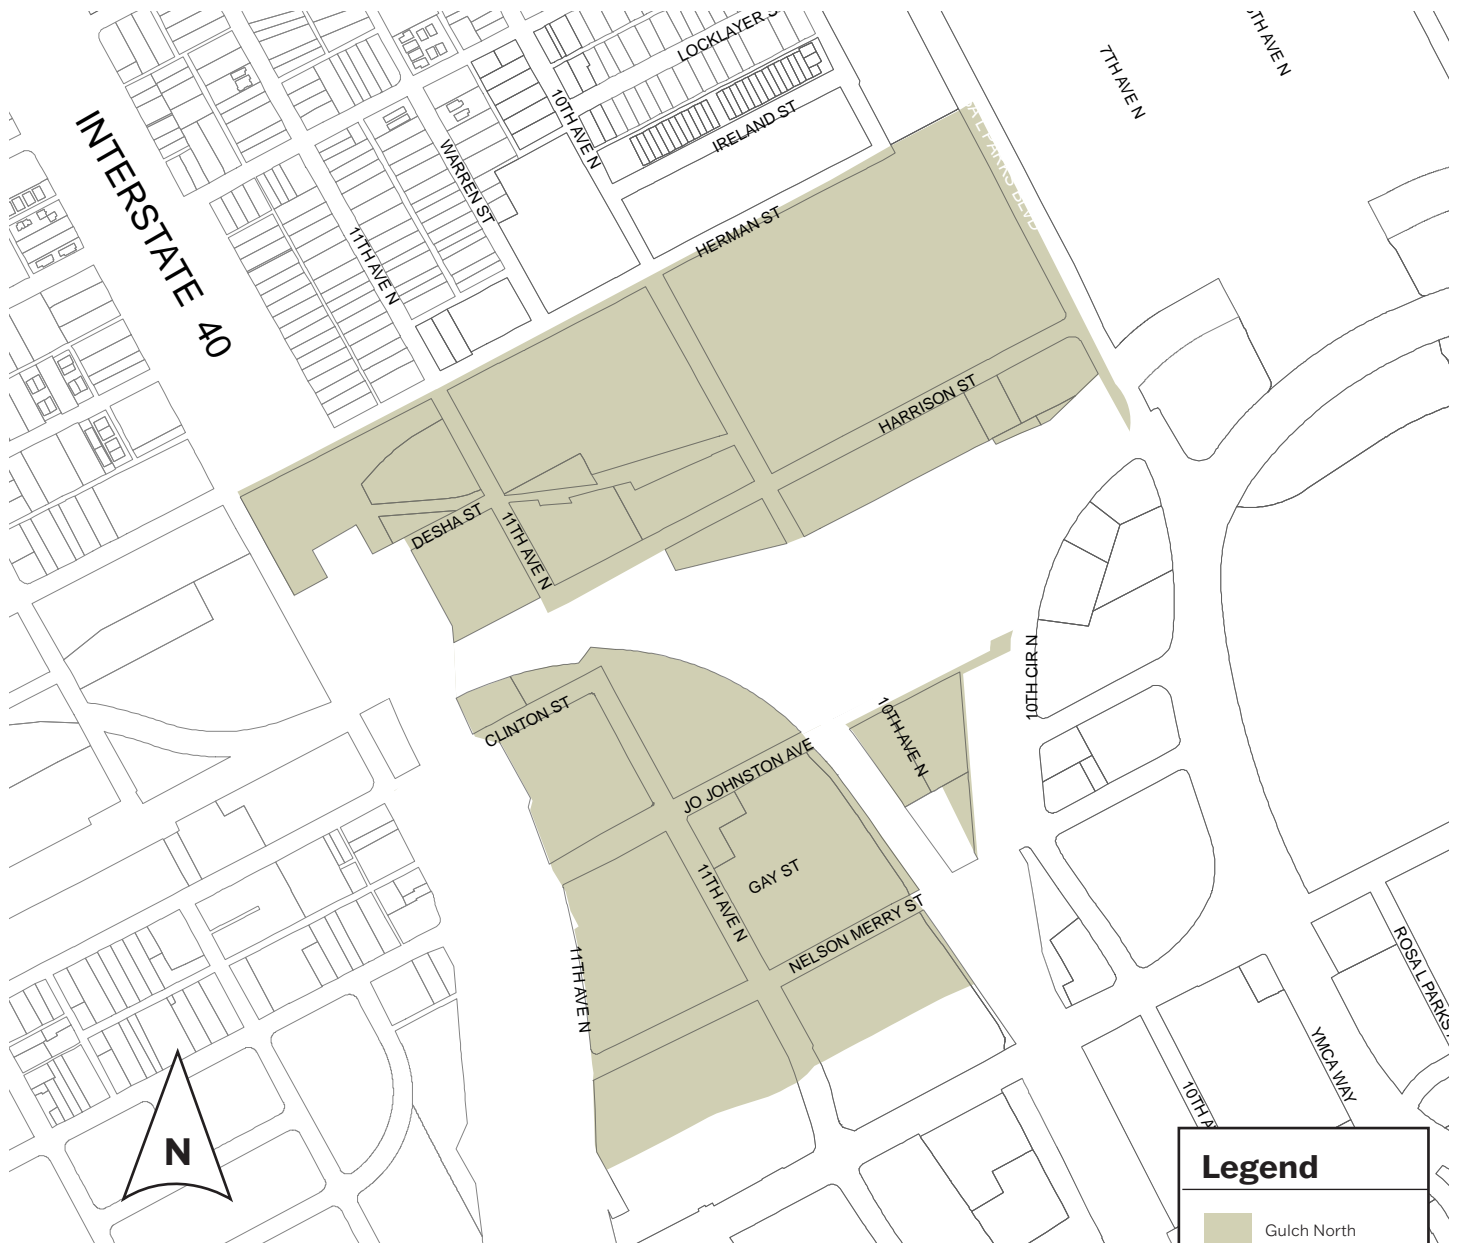 LOCKLAYER S
7TH AVE N
INTERSTATE 40
10TH AVE N
IRELAND ST
WARREN ST
HERMAN ST
11TH AVE N
HARRISON ST
DESHA ST
11TH AVE N
10TH CIR N
CLINTON ST
10TH AVE N
JO JOHNSTON AVE
GAY ST
11TH AVE N
NELSON MERRY ST
11TH AVE N
ROSA L PARKS
YMCA WAY
10TH A
N
Legend
Gulch North